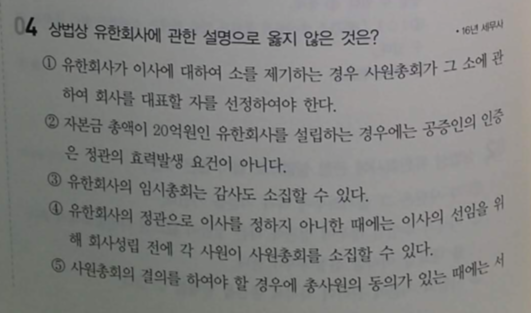 04 상법상 유한회사에 관한 설명으로 옳지 않은 것은?
• 16년 세무사
① 유한회사가 이사에 대하여 소를 제기하는 경우 사원총회가 그 소에 관
하여 회사를 대표할 자를 선정하여야 한다.
② 자본금 총액이 20억원인 유한회사를 설립하는 경우에는 공증인의 인증
은 정관의 효력발생 요건이 아니다.
③ 유한회사의 임시총회는 감사도 소집할 수 있다.
④ 유한회사의 정관으로 이사를 정하지 아니한 때에는 이사의 선임을 위
해 회사성립 전에 각 사원이 사원총회를 소집할 수 있다.
⑤ 사원총회의 결의를 하여야 할 경우에 총사원의 동의가 있는 때에는 서